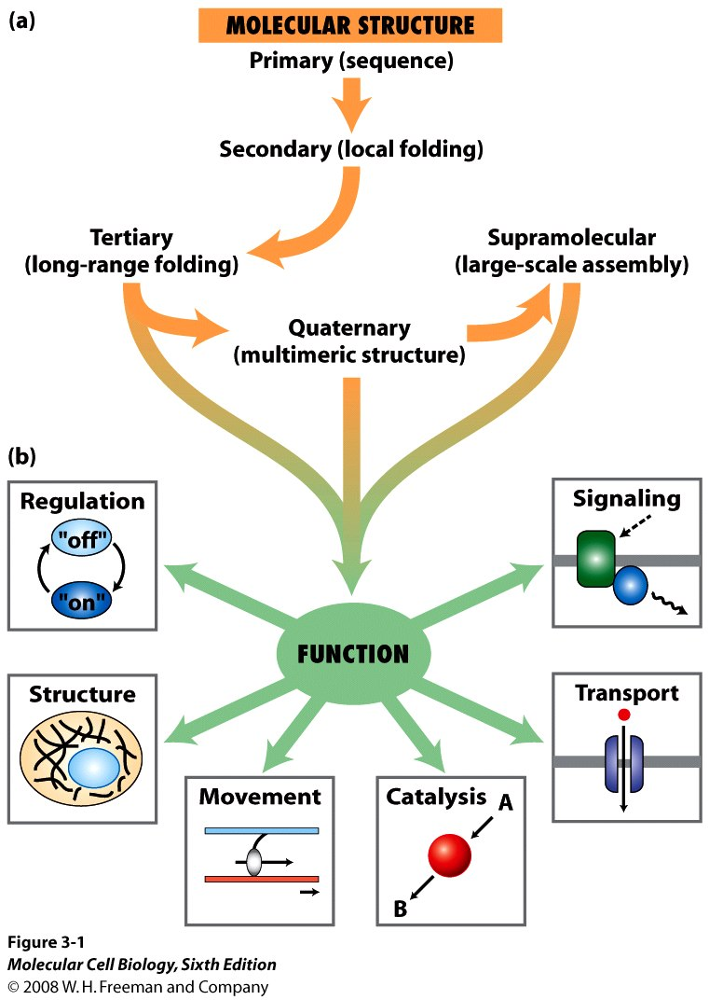 (a)
MOLECULAR STRUCTURE
Primary (sequence)
Secondary (local folding)
Tertiary
(long-range folding)
Supramolecular
(large-scale assembly)
Quaternary
(multimeric structure)
(b)
Regulation
"off"
"on"
Signaling
FUNCTION
Structure
Transport
Movement
Catalysis
A
B
Figure 3-1
Molecular Cell Biology, Sixth Edition
© 2008 W. H. Freeman and Company